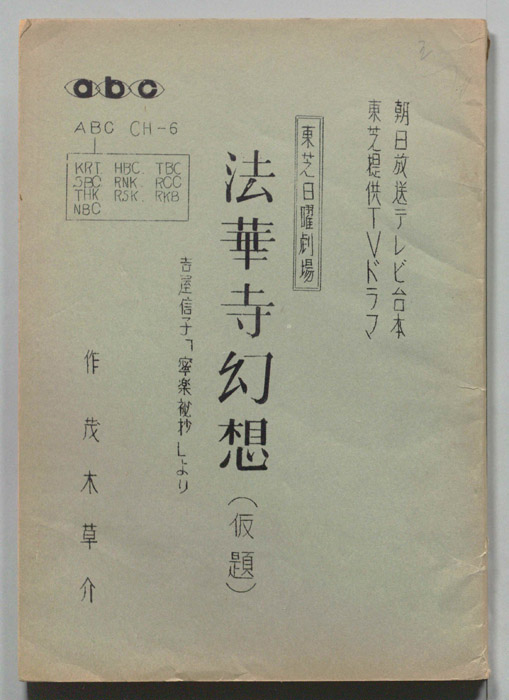 朝日放送テレビ台本
東芝提供TVドラマ
東芝日曜劇場
法華寺幻想(仮題)
吉屋信子「寧楽秘抄」より
作 茂木草介
abc
ABC CH-6
KRT. HBC. TBC
SBC RNK. RCC
THK RSK. RKB
NBC